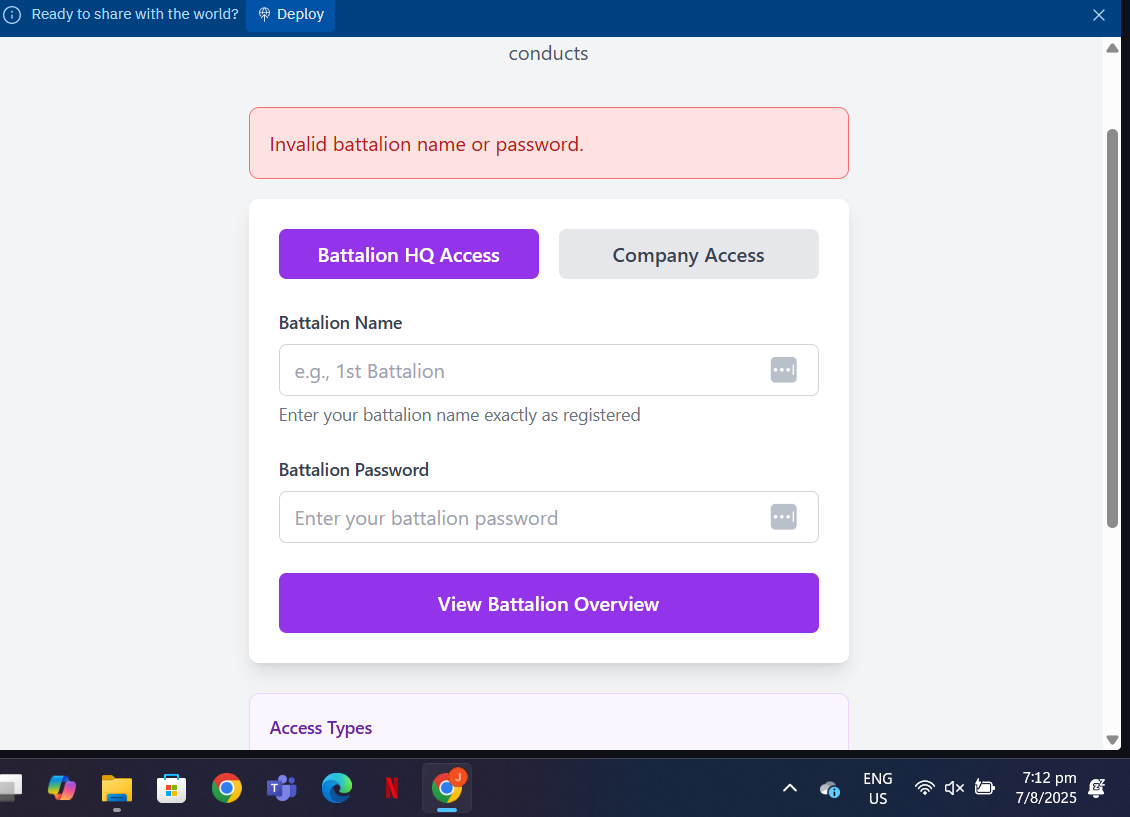 Ready to share with the world?
Deploy
conducts
Invalid battalion name or password.
Battalion HQ Access
Company Access
Battalion Name
e.g., 1st Battalion
Enter your battalion name exactly as registered
Battalion Password
Enter your battalion password
View Battalion Overview
Access Types
J
ENG
US
7:12 pm
7/8/2025